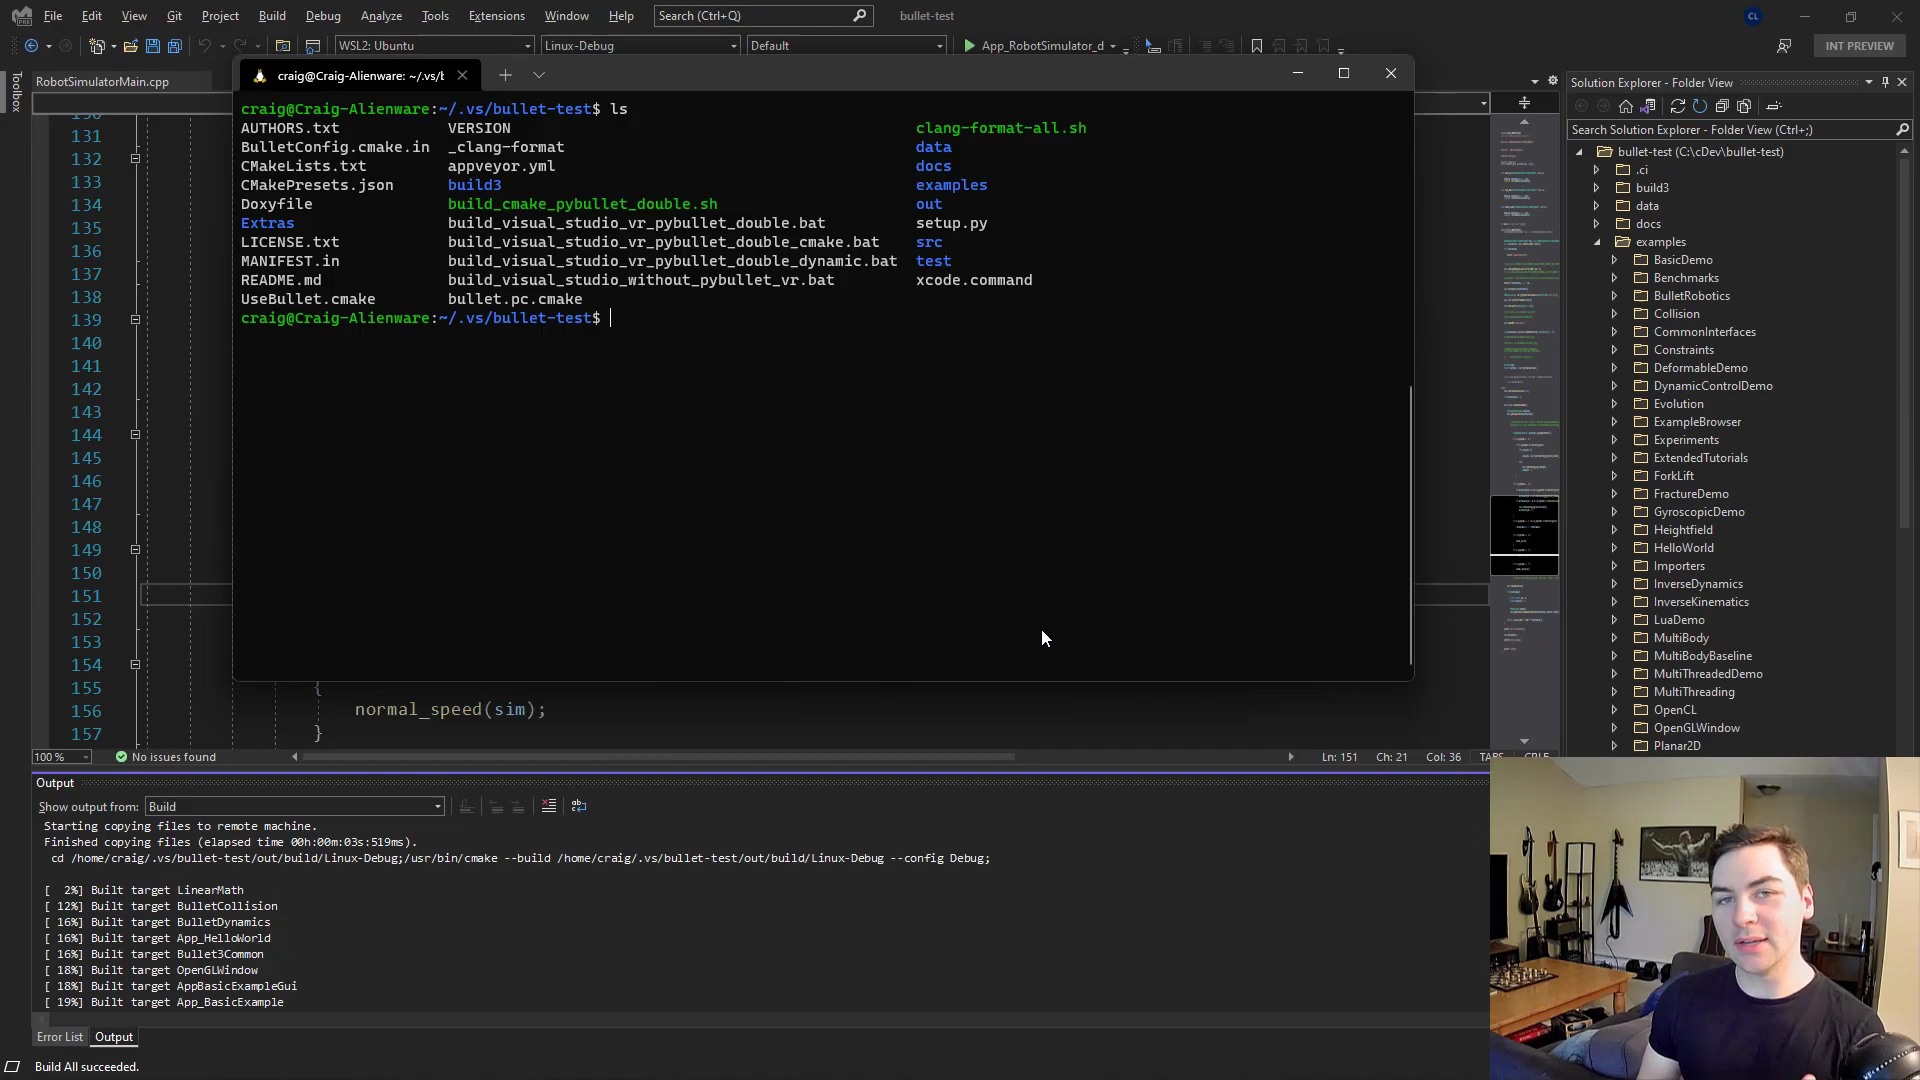 File Edit View Git Project Build Debug Analyze Tools Extensions Window Help Search (Ctrl+Q) bullet-test CL
WSL2: Ubuntu Linux-Debug Default App_RobotSimulator_d INT PREVIEW
Toolbox
RobotSimulatorMain.cpp
craig@Craig-Alienware: ~/.vs/b
craig@Craig-Alienware:~/.vs/bullet-test$ ls
AUTHORS.txt VERSION clang-format-all.sh
BulletConfig.cmake.in _clang-format data
CMakeLists.txt appveyor.yml docs
CMakePresets.json build3 examples
Doxyfile build_cmake_pybullet_double.sh out
Extras build_visual_studio_vr_pybullet_double.bat setup.py
LICENSE.txt build_visual_studio_vr_pybullet_double_cmake.bat src
MANIFEST.in build_visual_studio_vr_pybullet_double_dynamic.bat test
README.md build_visual_studio_without_pybullet_vr.bat xcode.command
UseBullet.cmake bullet.pc.cmake
craig@Craig-Alienware:~/.vs/bullet-test$
131
132
133
134
135
136
137
138
139
140
141
142
143
144
145
146
147
148
149
150
151
152
153
154
155 {
156 normal_speed(sim);
157 }
100 % No issues found Ln: 151 Ch: 21 Col: 36 TABS CRLF
Solution Explorer - Folder View
Search Solution Explorer - Folder View (Ctrl+;)
bullet-test (C:\cDev\bullet-test)
.ci
build3
data
docs
examples
BasicDemo
Benchmarks
BulletRobotics
Collision
CommonInterfaces
Constraints
DeformableDemo
DynamicControlDemo
Evolution
ExampleBrowser
Experiments
ExtendedTutorials
ForkLift
FractureDemo
GyroscopicDemo
Heightfield
HelloWorld
Importers
InverseDynamics
InverseKinematics
LuaDemo
MultiBody
MultiBodyBaseline
MultiThreadedDemo
MultiThreading
OpenCL
OpenGLWindow
Planar2D
Output
Show output from: Build
Starting copying files to remote machine.
Finished copying files (elapsed time 00h:00m:03s:519ms).
cd /home/craig/.vs/bullet-test/out/build/Linux-Debug;/usr/bin/cmake --build /home/craig/.vs/bullet-test/out/build/Linux-Debug --config Debug;
[  2%] Built target LinearMath
[ 12%] Built target BulletCollision
[ 16%] Built target BulletDynamics
[ 16%] Built target App_HelloWorld
[ 16%] Built target Bullet3Common
[ 18%] Built target OpenGLWindow
[ 18%] Built target AppBasicExampleGui
[ 19%] Built target App_BasicExample
Error List Output
Build All succeeded.